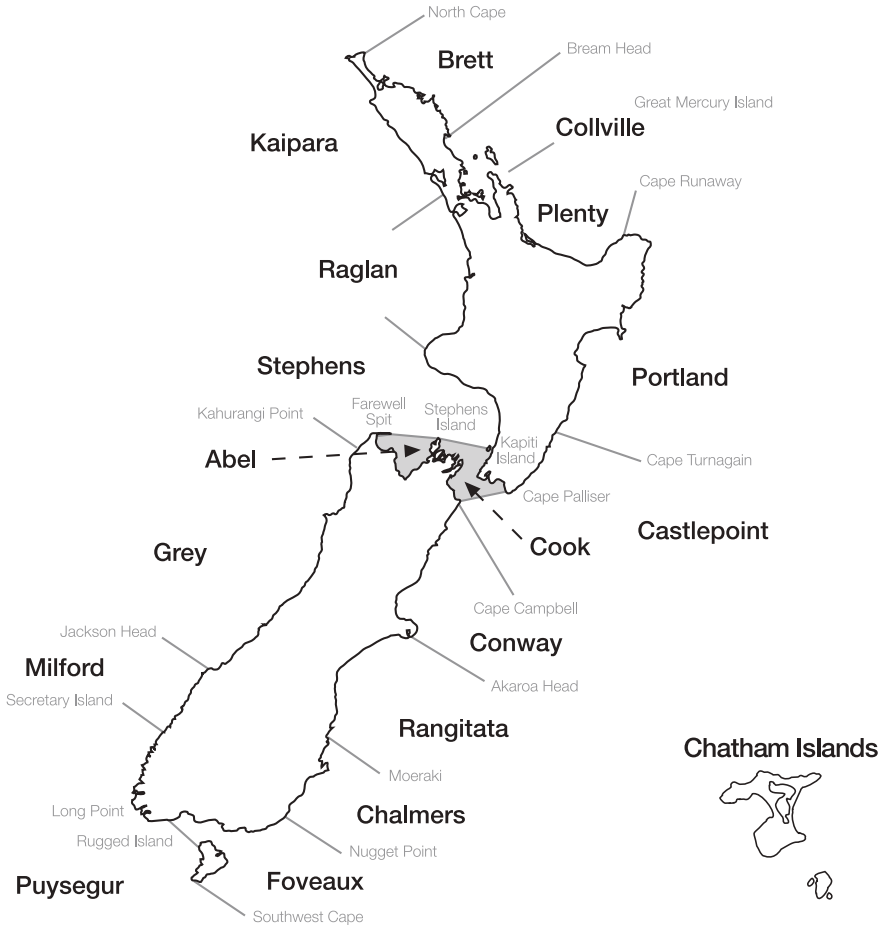 North Cape
Brett
Bream Head
Great Mercury Island
Collville
Kaipara
Cape Runaway
Plenty
Raglan
Stephens
Portland
Farewell
Spit
Stephens
Island
Kahurangi Point
Kapiti
Island
Abel
Cape Turnagain
Cape Palliser
Castlepoint
Cook
Grey
Cape Campbell
Jackson Head
Conway
Milford
Akaroa Head
Secretary Island
Rangitata
Chatham Islands
Moeraki
Long Point
Chalmers
Rugged Island
Nugget Point
Puysegur
Foveaux
Southwest Cape